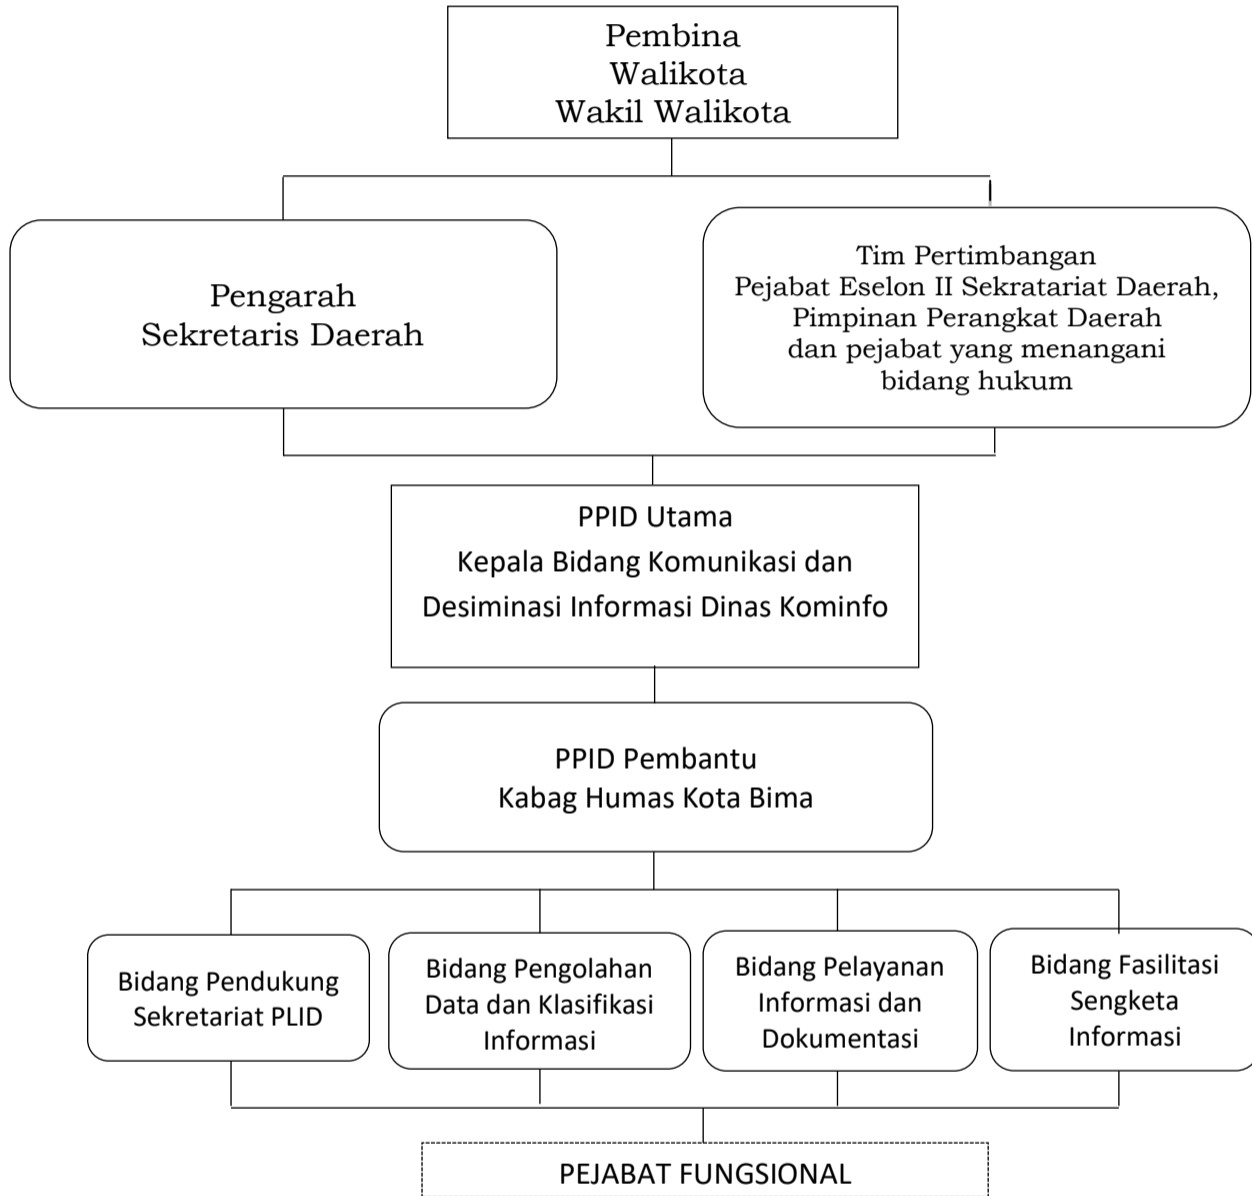 Pembina
Walikota
Wakil Walikota
Pengarah
Sekretaris Daerah
Tim Pertimbangan
Pejabat Eselon II Sekratariat Daerah,
Pimpinan Perangkat Daerah
dan pejabat yang menangani
bidang hukum
PPID Utama
Kepala Bidang Komunikasi dan
Desiminasi Informasi Dinas Kominfo
PPID Pembantu
Kabag Humas Kota Bima
Bidang Pendukung
Sekretariat PLID
Bidang Pengolahan
Data dan Klasifikasi
Informasi
Bidang Pelayanan
Informasi dan
Dokumentasi
Bidang Fasilitasi
Sengketa
Informasi
PEJABAT FUNGSIONAL